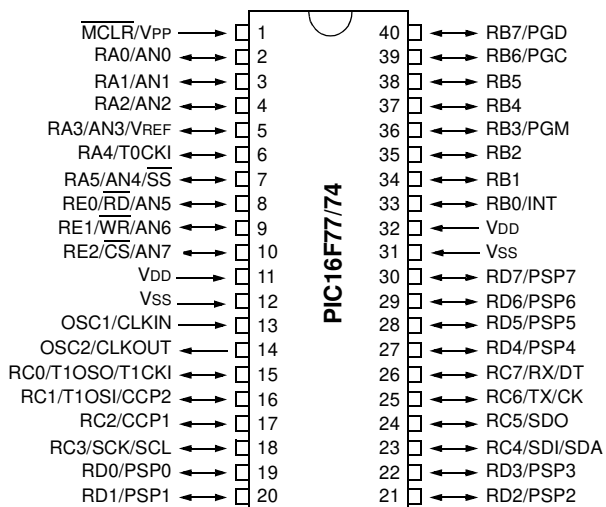 MCLR/VPP 1 40 RB7/PGD
RA0/AN0 2 39 RB6/PGC
RA1/AN1 3 38 RB5
RA2/AN2 4 37 RB4
RA3/AN3/VREF 5 36 RB3/PGM
RA4/T0CKI 6 35 RB2
RA5/AN4/SS 7 34 RB1
RE0/RD/AN5 8 33 RB0/INT
RE1/WR/AN6 9 32 VDD
RE2/CS/AN7 10 31 VSS
VDD 11 30 RD7/PSP7
VSS 12 29 RD6/PSP6
OSC1/CLKIN 13 28 RD5/PSP5
OSC2/CLKOUT 14 27 RD4/PSP4
RC0/T1OSO/T1CKI 15 26 RC7/RX/DT
RC1/T1OSI/CCP2 16 25 RC6/TX/CK
RC2/CCP1 17 24 RC5/SDO
RC3/SCK/SCL 18 23 RC4/SDI/SDA
RD0/PSP0 19 22 RD3/PSP3
RD1/PSP1 20 21 RD2/PSP2
PIC16F77/74